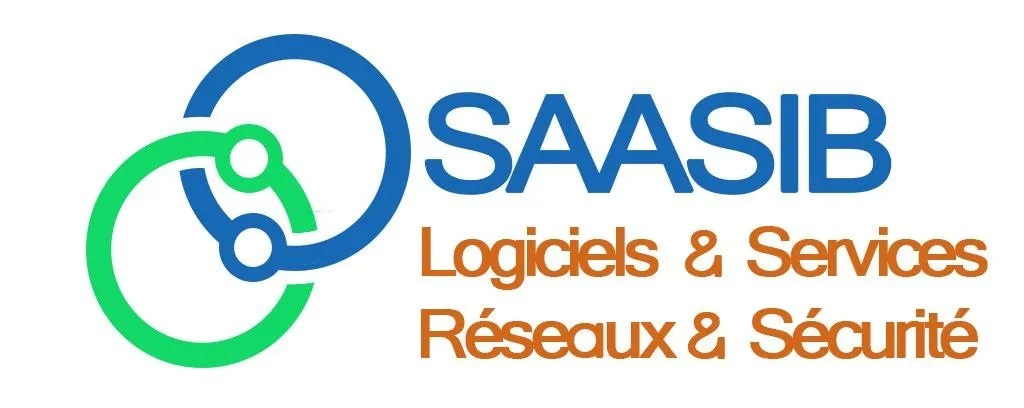 SAASIB
Logiciels & Services
Réseaux & Sécurité